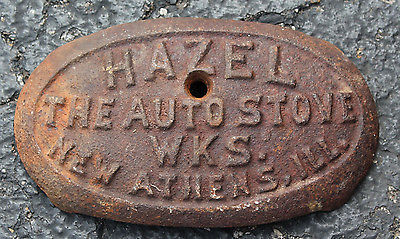 HAZEL
THE AUTO STOVE
WKS.
NEW ATHENS, ILL.